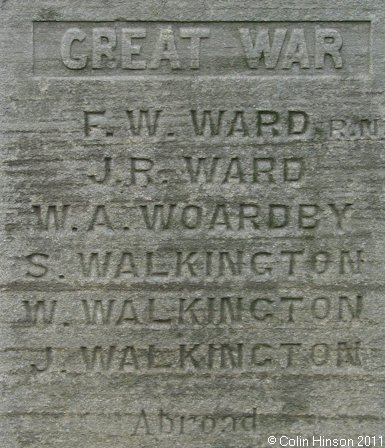 GREAT WAR
F. W. WARD. R.N
J. R. WARD
W. A. WOARDBY
S. WALKINGTON
W. WALKINGTON
J. WALKINGTON
Abroad
©Colin Hinson 2011